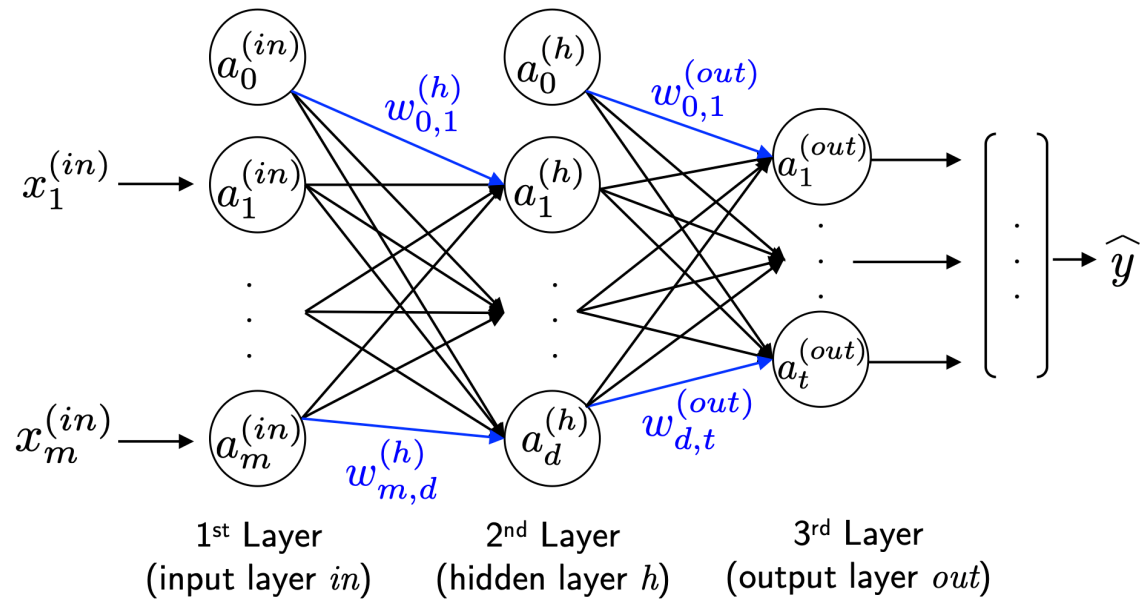 a_0^{(in)}
a_0^{(h)}
w_{0,1}^{(h)}
w_{0,1}^{(out)}
x_1^{(in)}
a_1^{(in)}
a_1^{(h)}
a_1^{(out)}
ŷ
a_t^{(out)}
x_m^{(in)}
a_m^{(in)}
a_d^{(h)}
w_{m,d}^{(h)}
w_{d,t}^{(out)}
1st Layer
(input layer in)
2nd Layer
(hidden layer h)
3rd Layer
(output layer out)